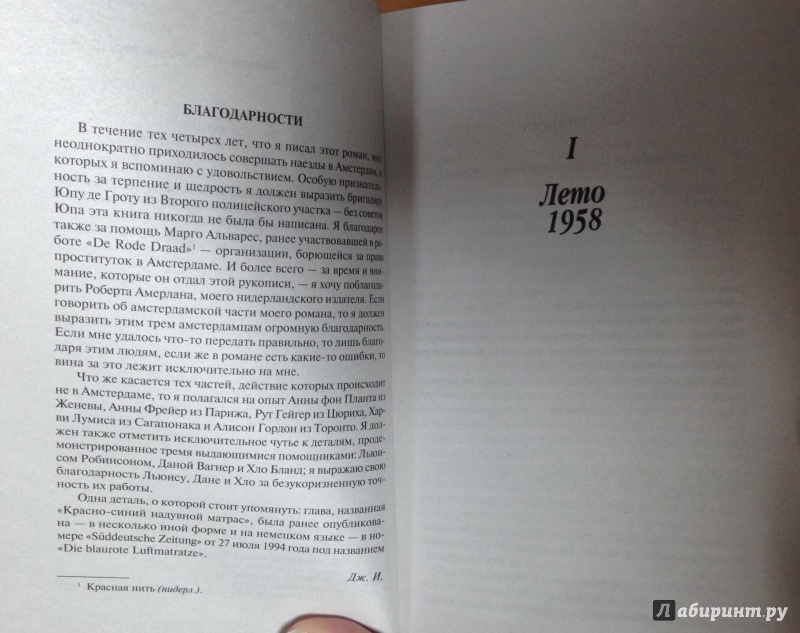 БЛАГОДАРНОСТИ
В течение тех четырех лет, что я писал этот роман, мне
неоднократно приходилось совершать наезды в Амстердам, о
которых я вспоминаю с удовольствием. Особую признатель-
ность за терпение и щедрость я должен выразить бригадиру
Юпу де Гроту из Второго полицейского участка – без советов
Юпа эта книга никогда не была бы написана. Я благодарен
также за помощь Марго Альварес, ранее участвовавшей в ра-
боте «De Rode Draad»¹ — организации, борющейся за права
проституток в Амстердаме. И более всего — за время и вни-
мание, которые он отдал этой рукописи, — я хочу поблагода-
рить Роберта Амерлана, моего нидерландского издателя. Если
говорить об амстердамской части моего романа, то я должен
выразить этим трем амстердамцам огромную благодарность.
Если мне удалось что-то передать правильно, то лишь благо-
даря этим людям, если же в романе есть какие-то ошибки, то
вина за это лежит исключительно на мне.
Что же касается тех частей, действие которых происходит
не в Амстердаме, то я полагался на опыт Анны фон Планта из
Женевы, Анны Фрейер из Парижа, Рут Гейгер из Цюриха, Хар-
ви Лумиса из Сагапонака и Алисон Гордон из Торонто. Я дол-
жен также отметить исключительное чутье к деталям, проде-
монстрированное тремя выдающимися помощниками: Льюи-
сом Робинсоном, Даной Вагнер и Хло Бланд; я выражаю свою
благодарность Льюису, Дане и Хло за безукоризненную точ-
ность их работы.
Одна деталь, о которой стоит упомянуть: глава, названная
«Красно-синий надувной матрас», была ранее опубликова-
на — в несколько иной форме и на немецком языке — в но-
мере «Süddeutsche Zeitung» от 27 июля 1994 года под названием
«Die blaurote Luftmatratze».
Дж. И.
¹ Красная нить (нидерл.).
I
Лето
1958
Лабиринт.ру